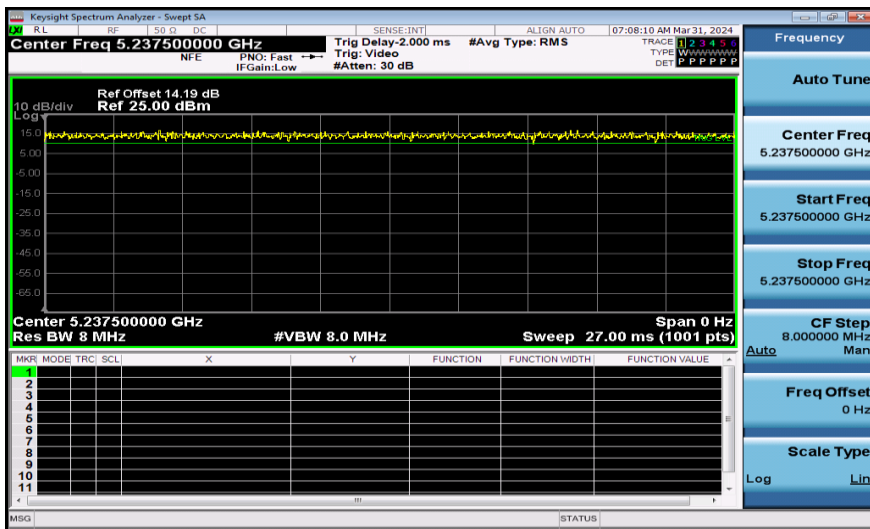 Keysight Spectrum Analyzer - Swept SA
LXI RL RF 50 Ω DC SENSE:INT ALIGN AUTO 07:08:10 AM Mar 31, 2024
Center Freq 5.237500000 GHz
NFE
PNO: Fast
IFGain:Low
Trig Delay-2.000 ms
Trig: Video
#Atten: 30 dB
#Avg Type: RMS
TRACE 1 2 3 4 5 6
TYPE WWWWWW
DET P P P P P P
Ref Offset 14.19 dB
10 dB/div Ref 25.00 dBm
Log
15.0
5.00
-5.00
-15.0
-25.0
-35.0
-45.0
-55.0
-65.0
Center 5.237500000 GHz Span 0 Hz
Res BW 8 MHz #VBW 8.0 MHz Sweep 27.00 ms (1001 pts)
MKR MODE TRC SCL X Y FUNCTION FUNCTION WIDTH FUNCTION VALUE
1
2
3
4
5
6
7
8
9
10
11
MSG STATUS
Frequency
Auto Tune
Center Freq
5.237500000 GHz
Start Freq
5.237500000 GHz
Stop Freq
5.237500000 GHz
CF Step
8.000000 MHz
Auto Man
Freq Offset
0 Hz
Scale Type
Log Lin